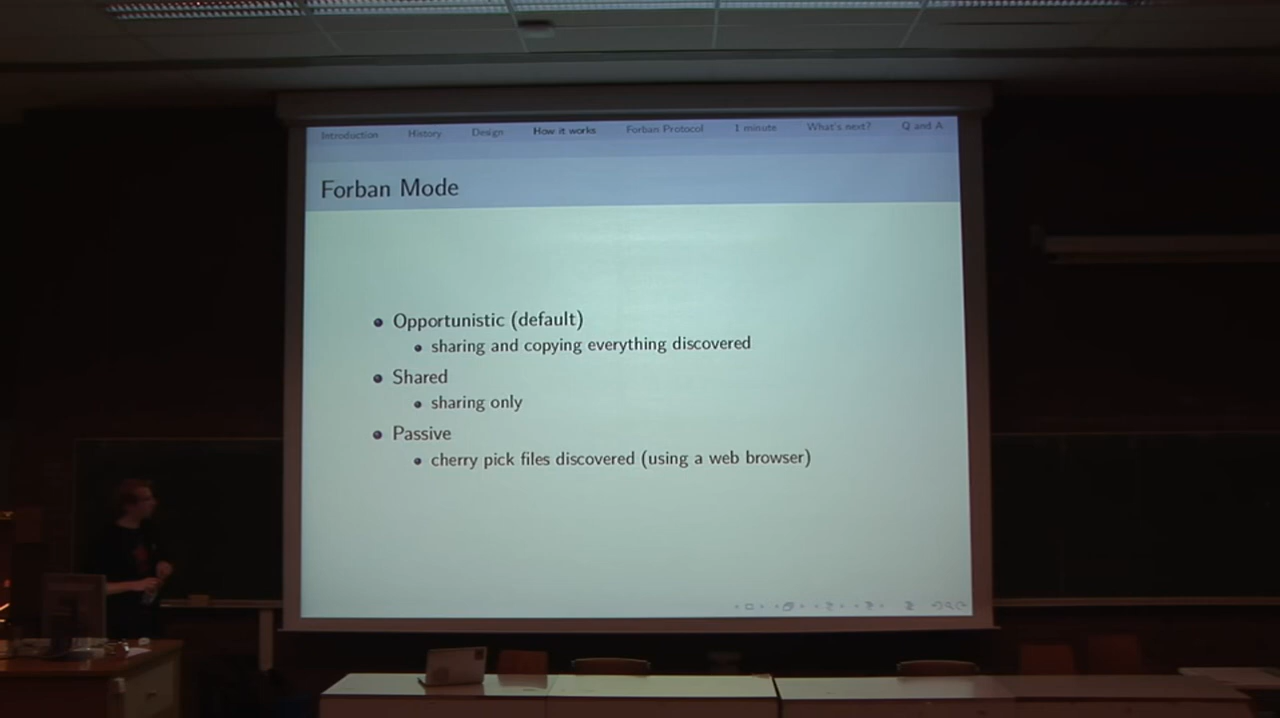 Introduction History Design How it works Forban Protocol 1 minute What's next? Q and A
Forban Mode
Opportunistic (default)
sharing and copying everything discovered
Shared
sharing only
Passive
cherry pick files discovered (using a web browser)